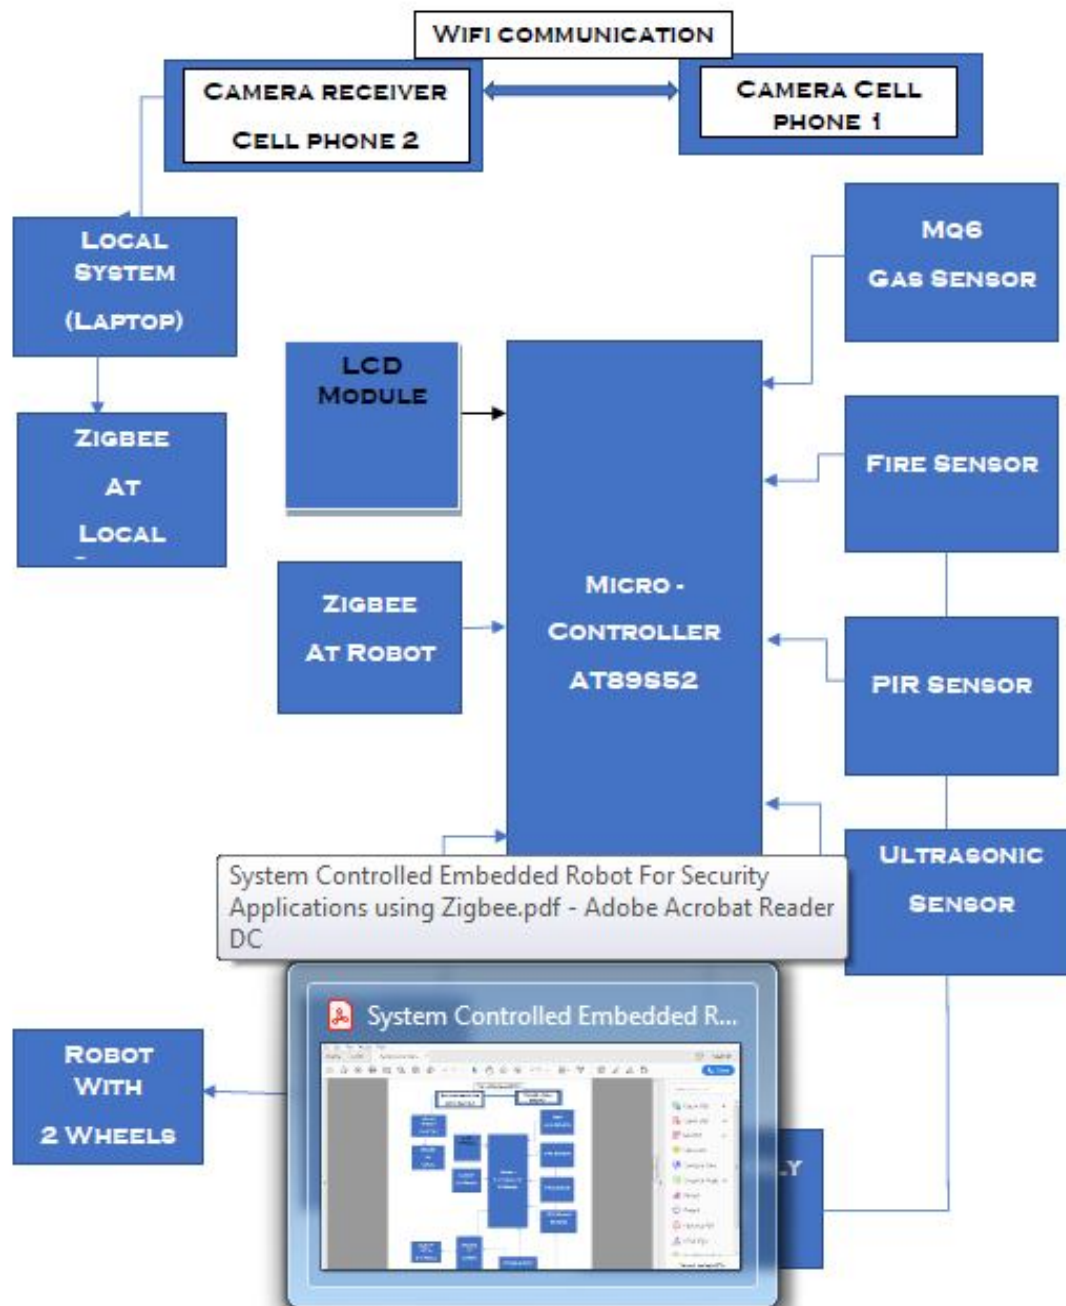 WIFI COMMUNICATION
CAMERA RECEIVER
CELL PHONE 2
CAMERA CELL
PHONE 1
LOCAL
SYSTEM
(LAPTOP)
MQ6
GAS SENSOR
LCD
MODULE
ZIGBEE
AT
LOCAL
FIRE SENSOR
ZIGBEE
AT ROBOT
MICRO -
CONTROLLER
AT89S52
PIR SENSOR
ULTRASONIC
SENSOR
System Controlled Embedded Robot For Security
Applications using Zigbee.pdf - Adobe Acrobat Reader
DC
System Controlled Embedded R...
ROBOT
WITH
2 WHEELS
LY